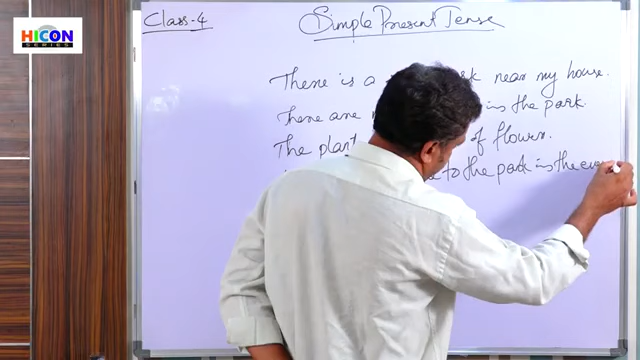 HICON
SERIES
Class-4
Simple Present Tense
There is a near my house.
There are in the park.
The plant of flowers.
to the park in the eve